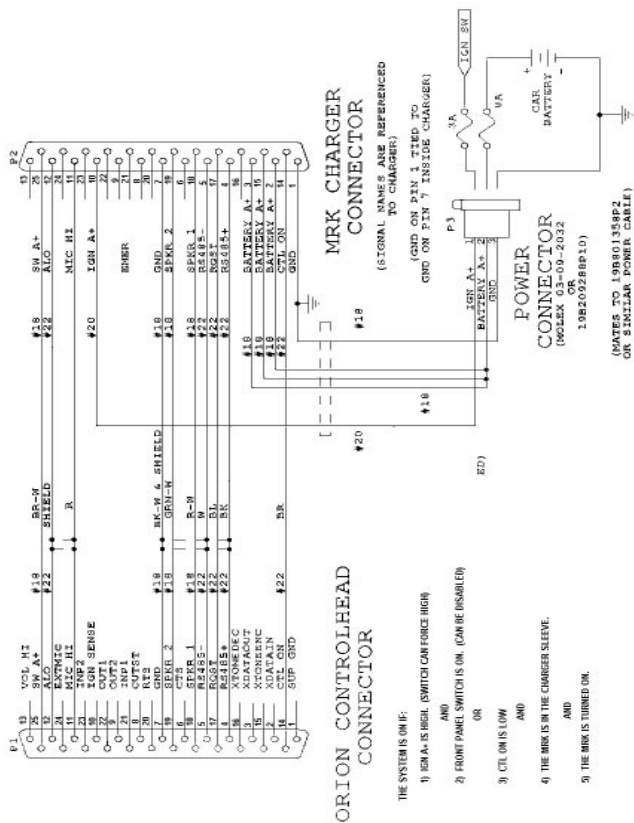 P1
13 VOL HI
25 SW A+
12 ALO
24 EXTMIC
11 MIC HI
23 INP2
10 IGN SENSE
22 OUT1
9 OUT2
21 INP1
8 CUTST
20 RTS
7 GND
19 SPKR 2
6 CTS
18 SPKR 1
5 RS485-
17 RGST
4 RS485+
16 XTONEDEC
3 XDATAOUT
15 XTONEENC
2 XDATAIN
14 CTL ON
1 SUP GND
#18 BR-W #18
#22 SHIELD #22
R
#20
#18 BK-W & SHIELD #18
#18 GRN-W #18
#18 R-W #18
#22 W #22
#22 BL #22
#22 BK #22
#18
#18
#18
#22 BR #22
P2
13
25 SW A+
12 ALO
24
11 MIC HI
23
10 IGN A+
22
9
21 EMER
8
20
7 GND
19 SPKR 2
6
18 SPKR 1
5 RS485-
17 RGST
4 RS485+
16
3 BATTERY A+
15 BATTERY A+
2 BATTERY A+
14 CTL ON
1 GND
ORION CONTROLHEAD
CONNECTOR
MRK CHARGER
CONNECTOR
(SIGNAL NAMES ARE REFERENCED
TO CHARGER)
(GND ON PIN 1 TIED TO
GND ON PIN 7 INSIDE CHARGER)
#20
#18
#18
ED)
IGN A+ 1
BATTERY A+ 2
GND 3
P3
3A
IGN SW
+
-
CAR
BATTERY
POWER
CONNECTOR
(MOLEX 03-09-2032
OR
19B209288P10)
(MATES TO 19B801358P2
OR SIMILAR POWER CABLE)
THE SYSTEM IS ON IF:
1) IGN A+ IS HIGH. (SWITCH CAN FORCE HIGH)
AND
2) FRONT PANEL SWITCH IS ON. (CAN BE DISABLED)
OR
3) CTL ON IS LOW
AND
4) THE MRK IS IN THE CHARGER SLEEVE.
AND
5) THE MRK IS TURNED ON.